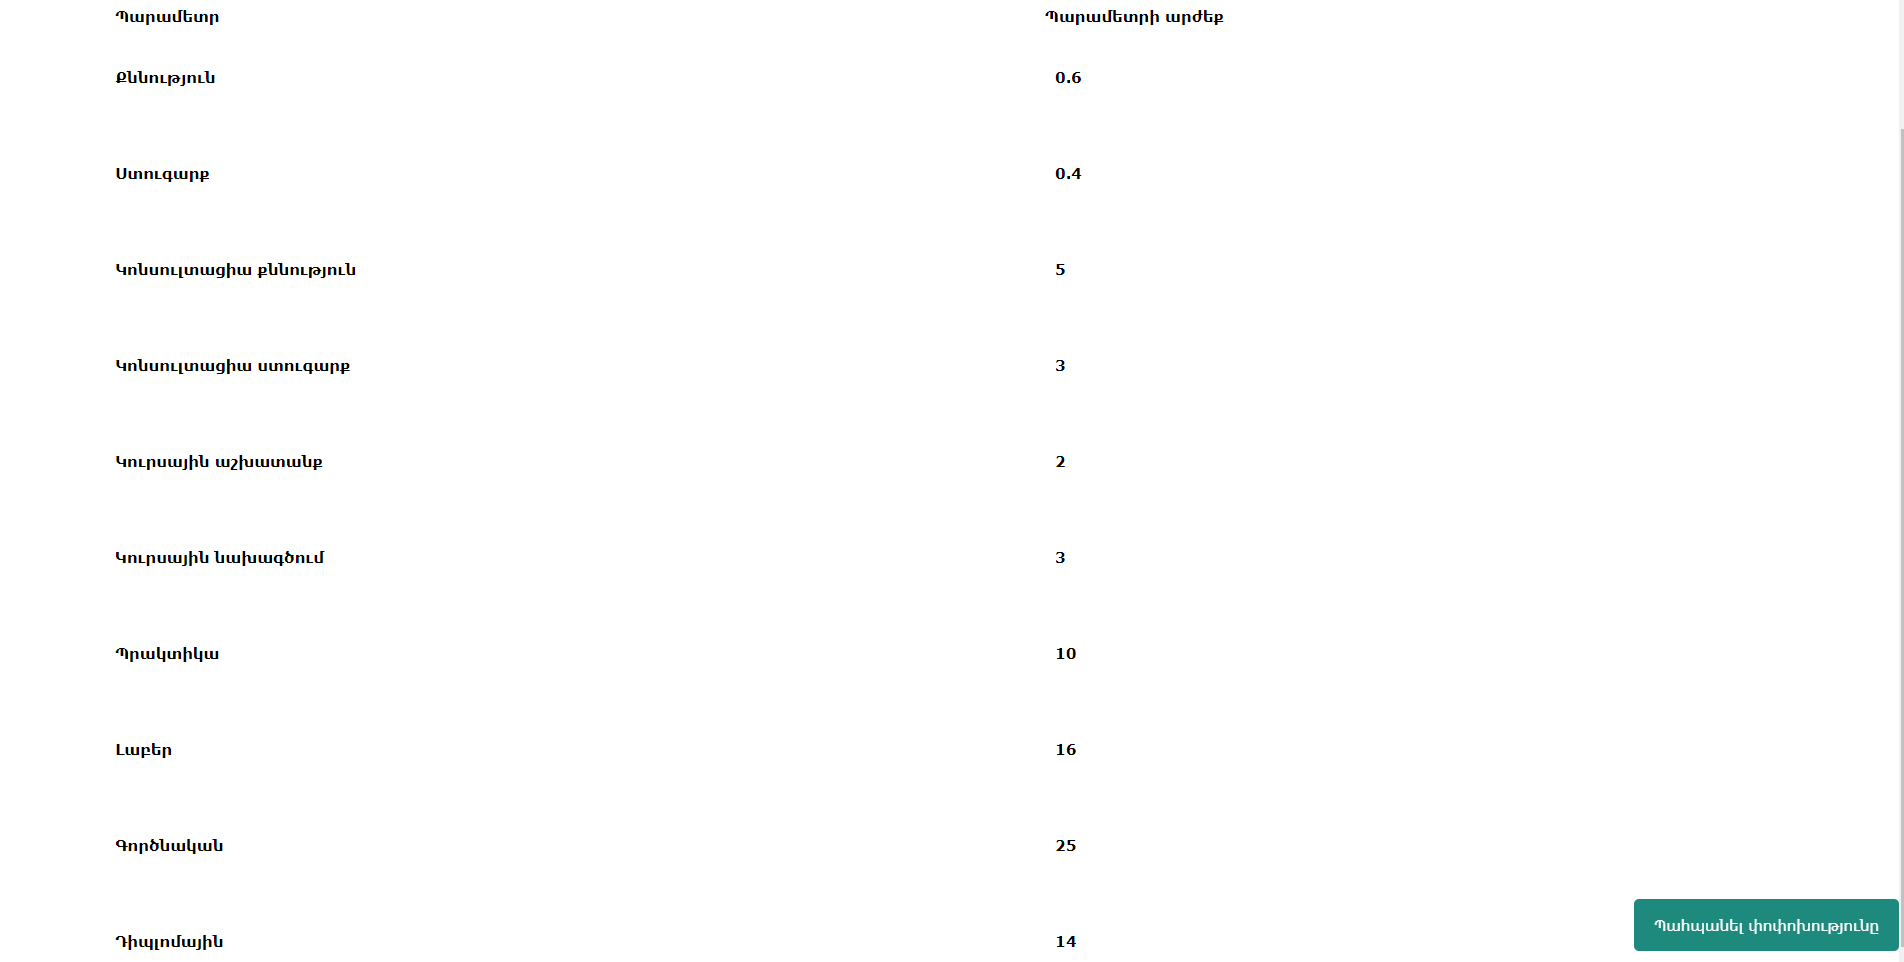 Պարամետր Պարամետրի արժեք
Քննություն 0.6
Ստուգարք 0.4
Կոնսուլտացիա քննություն 5
Կոնսուլտացիա ստուգարք 3
Կուրսային աշխատանք 2
Կուրսային նախագծում 3
Պրակտիկա 10
Լաբեր 16
Գործնական 25
Դիպլոմային 14
Պահպանել փոփոխությունը